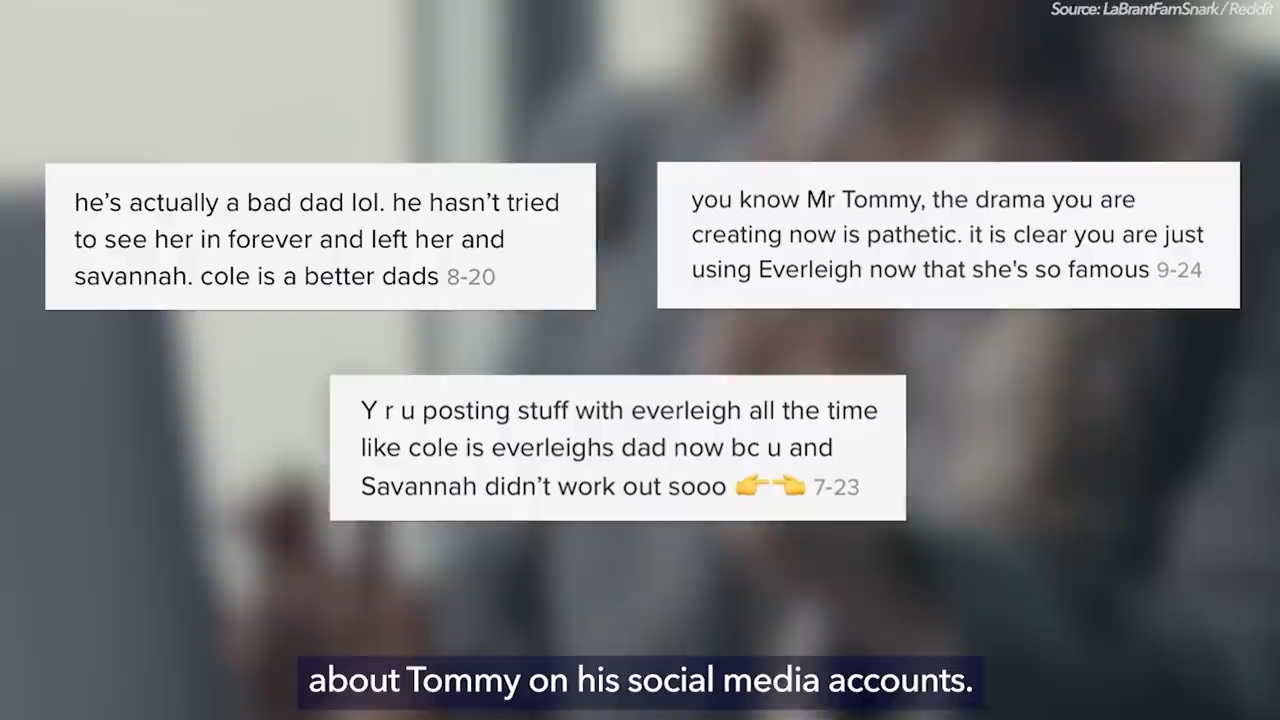 Source: LaBrantFamSnark / Reddit
he's actually a bad dad lol. he hasn't tried
to see her in forever and left her and
savannah. cole is a better dads 8-20
you know Mr Tommy, the drama you are
creating now is pathetic. it is clear you are just
using Everleigh now that she's so famous 9-24
Y r u posting stuff with everleigh all the time
like cole is everleighs dad now bc u and
Savannah didn't work out sooo 👉👈 7-23
about Tommy on his social media accounts.